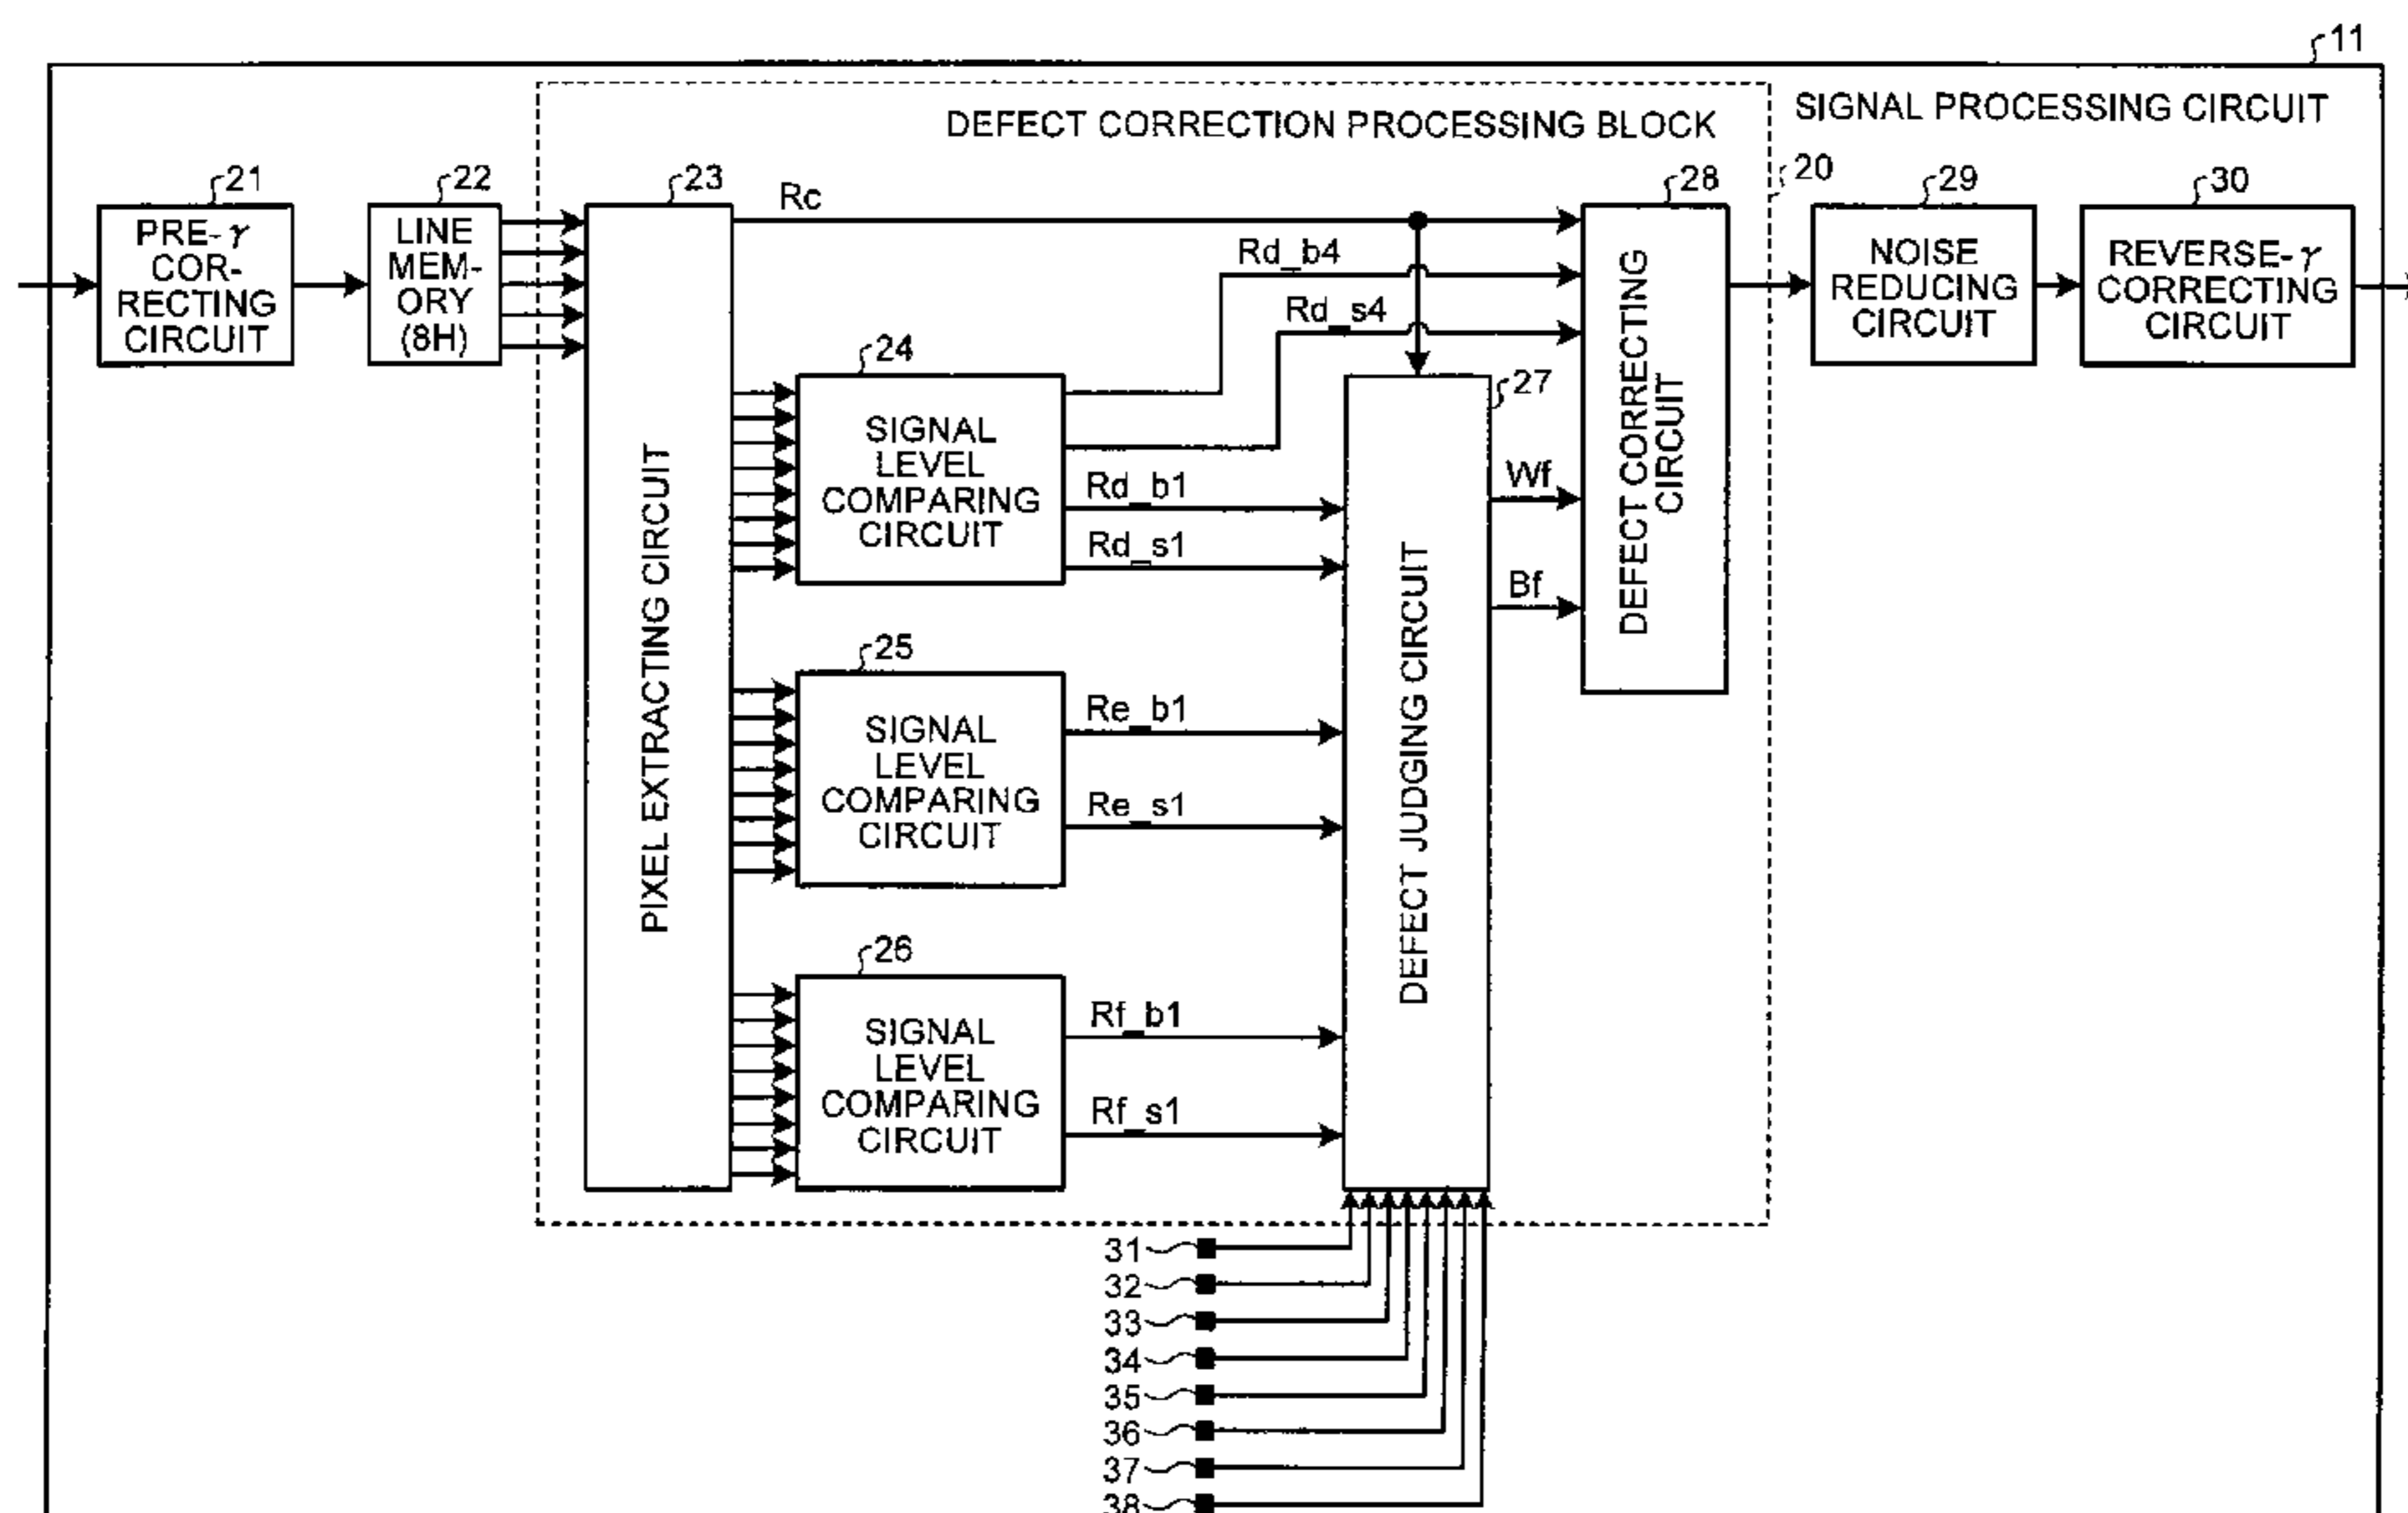 11
SIGNAL PROCESSING CIRCUIT
DEFECT CORRECTION PROCESSING BLOCK
20
21
PRE-γ
COR-
RECTING
CIRCUIT
22
LINE
MEM-
ORY
(8H)
23
PIXEL EXTRACTING CIRCUIT
Rc
Rd_b4
Rd_s4
24
SIGNAL
LEVEL
COMPARING
CIRCUIT
Rd_b1
Rd_s1
25
SIGNAL
LEVEL
COMPARING
CIRCUIT
Re_b1
Re_s1
26
SIGNAL
LEVEL
COMPARING
CIRCUIT
Rf_b1
Rf_s1
27
DEFECT JUDGING CIRCUIT
Wf
Bf
28
DEFECT CORRECTING
CIRCUIT
29
NOISE
REDUCING
CIRCUIT
30
REVERSE-γ
CORRECTING
CIRCUIT
31
32
33
34
35
36
37
38